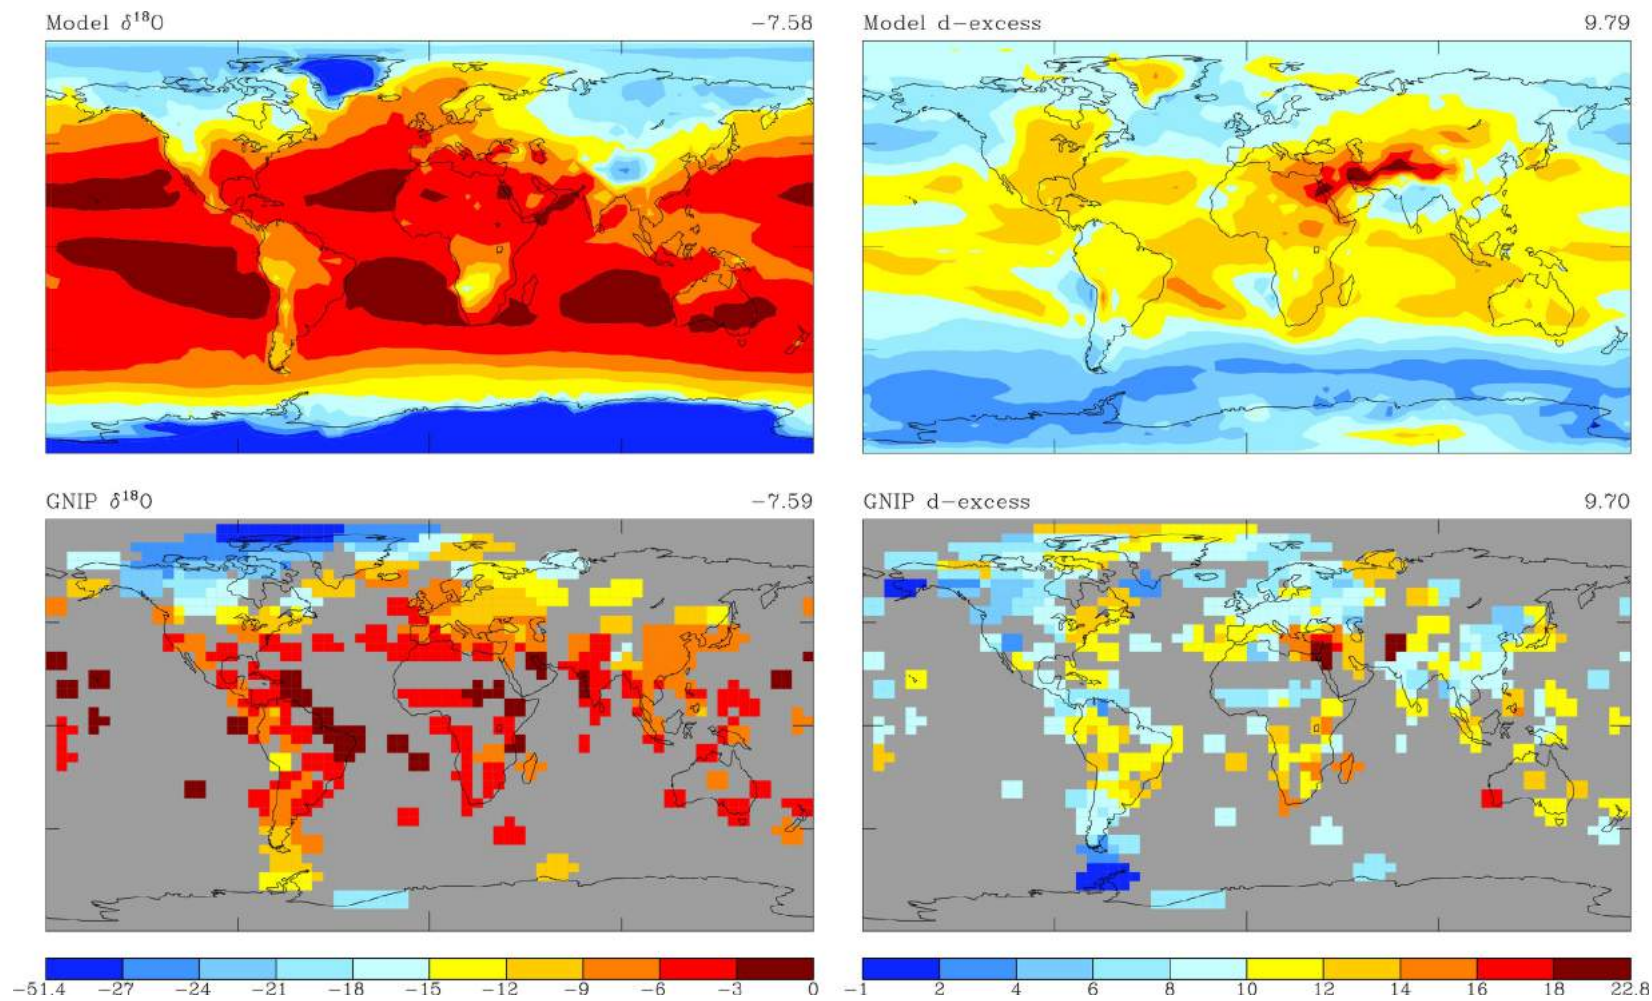 Model δ¹⁸O −7.58
Model d−excess 9.79
GNIP δ¹⁸O −7.59
GNIP d−excess 9.70
−51.4 −27 −24 −21 −18 −15 −12 −9 −6 −3 0
−1 2 4 6 8 10 12 14 16 18 22.8